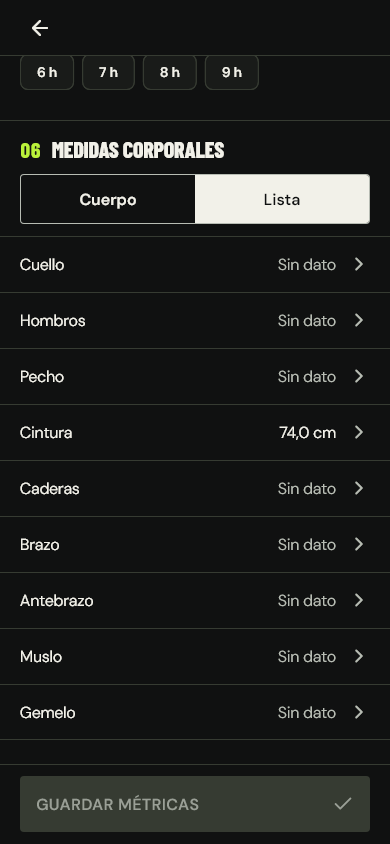 6 h 7 h 8 h 9 h
06 MEDIDAS CORPORALES
Cuerpo Lista
Cuello Sin dato
Hombros Sin dato
Pecho Sin dato
Cintura 74,0 cm
Caderas Sin dato
Brazo Sin dato
Antebrazo Sin dato
Muslo Sin dato
Gemelo Sin dato
GUARDAR MÉTRICAS